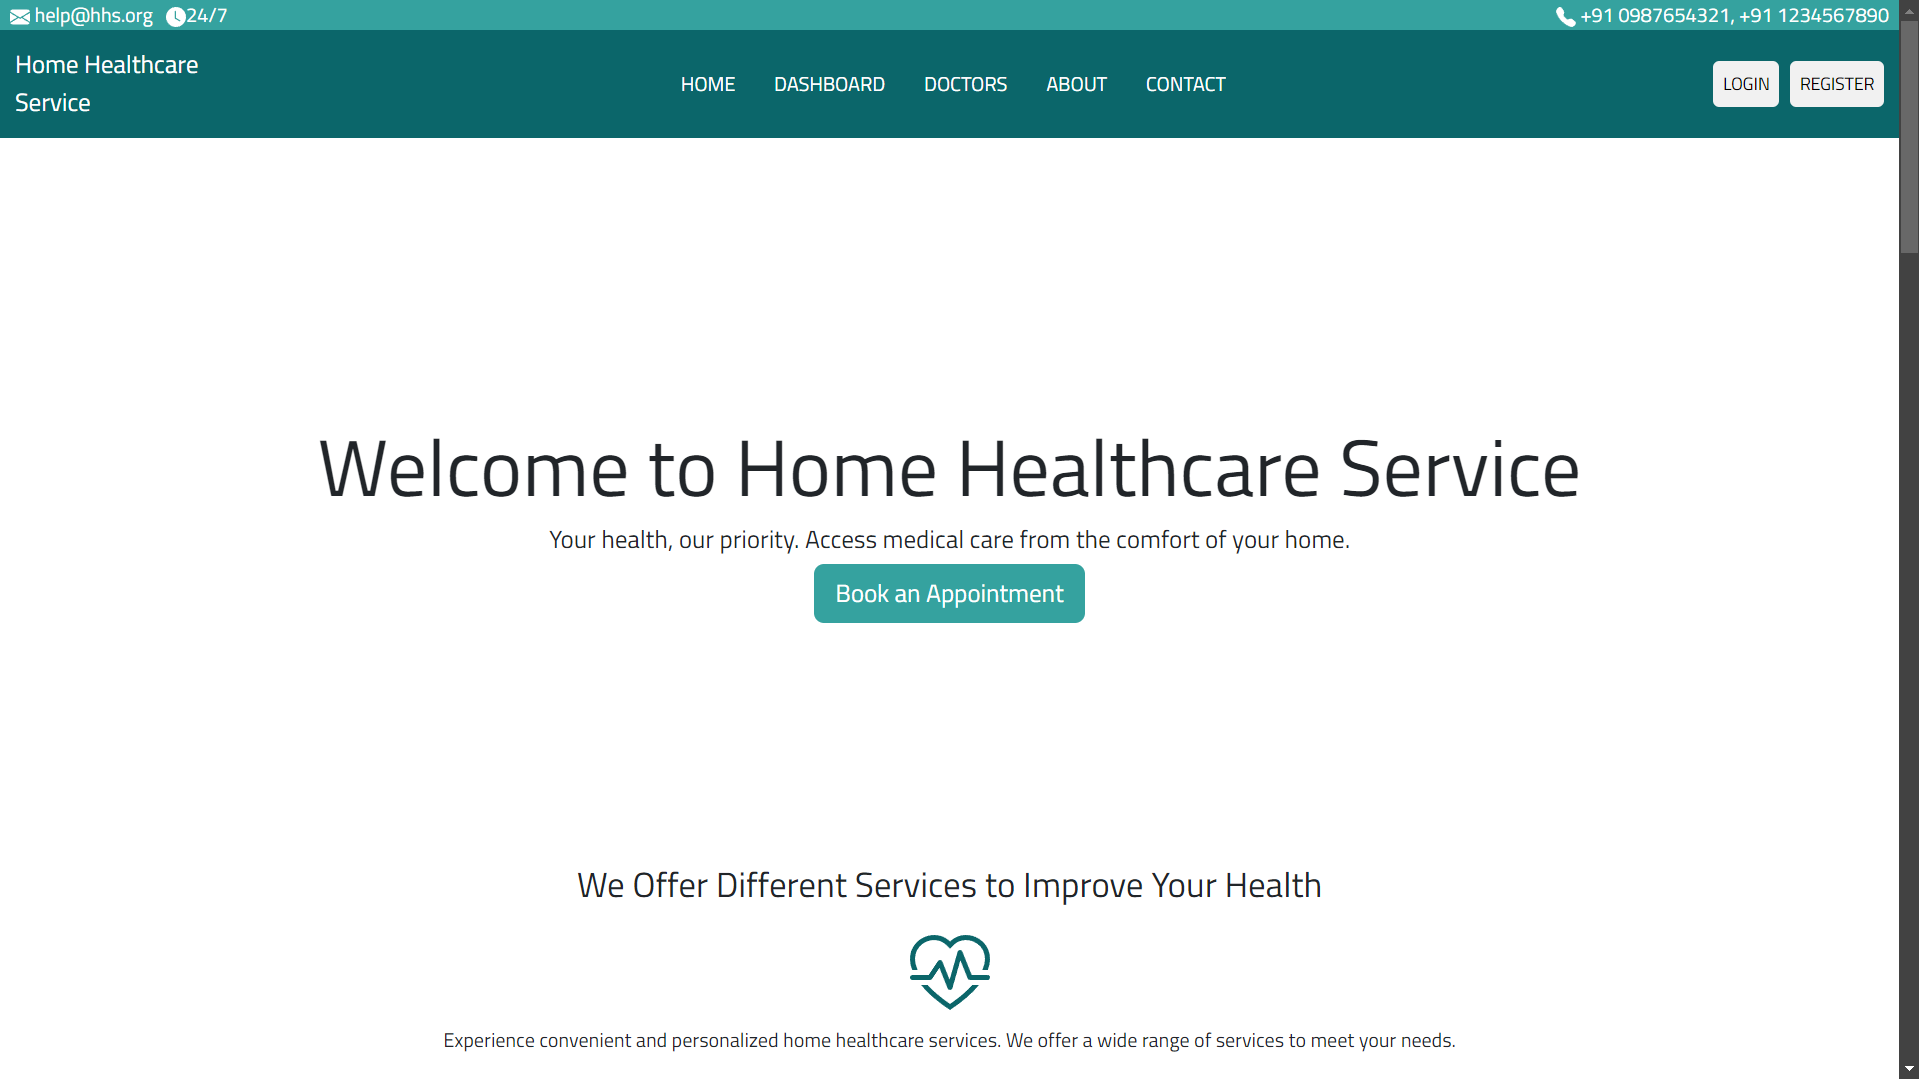 help@hhs.org 24/7 +91 0987654321, +91 1234567890
Home Healthcare
Service
HOME DASHBOARD DOCTORS ABOUT CONTACT LOGIN REGISTER
Welcome to Home Healthcare Service
Your health, our priority. Access medical care from the comfort of your home.
Book an Appointment
We Offer Different Services to Improve Your Health
Experience convenient and personalized home healthcare services. We offer a wide range of services to meet your needs.